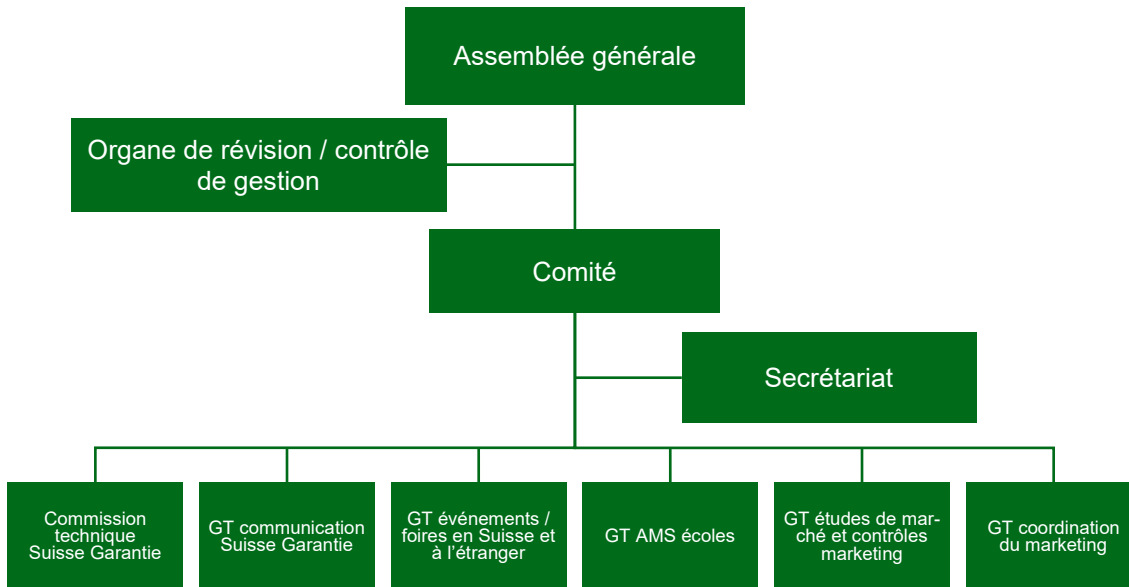 Assemblée générale
Organe de révision / contrôle
de gestion
Comité
Secrétariat
Commission
technique
Suisse Garantie
GT communication
Suisse Garantie
GT événements /
foires en Suisse et
à l’étranger
GT AMS écoles
GT études de mar-
ché et contrôles
marketing
GT coordination
du marketing